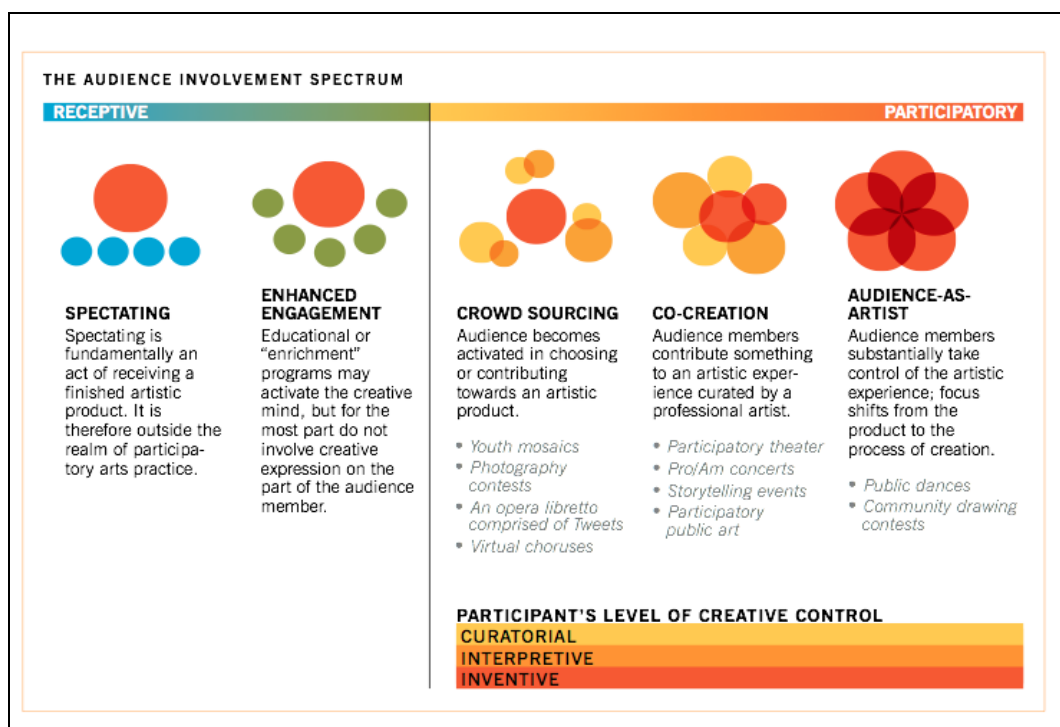 THE AUDIENCE INVOLVEMENT SPECTRUM
RECEPTIVE
PARTICIPATORY
SPECTATING
Spectating is
fundamentally an
act of receiving a
finished artistic
product. It is
therefore outside the
realm of participa-
tory arts practice.
ENHANCED
ENGAGEMENT
Educational or
“enrichment”
programs may
activate the creative
mind, but for the
most part do not
involve creative
expression on the
part of the audience
member.
CROWD SOURCING
Audience becomes
activated in choosing
or contributing
towards an artistic
product.
• Youth mosaics
• Photography
contests
• An opera libretto
comprised of Tweets
• Virtual choruses
CO-CREATION
Audience members
contribute something
to an artistic exper-
ience curated by a
professional artist.
• Participatory theater
• Pro/Am concerts
• Storytelling events
• Participatory
public art
AUDIENCE-AS-
ARTIST
Audience members
substantially take
control of the artistic
experience; focus
shifts from the
product to the
process of creation.
• Public dances
• Community drawing
contests
PARTICIPANT’S LEVEL OF CREATIVE CONTROL
CURATORIAL
INTERPRETIVE
INVENTIVE